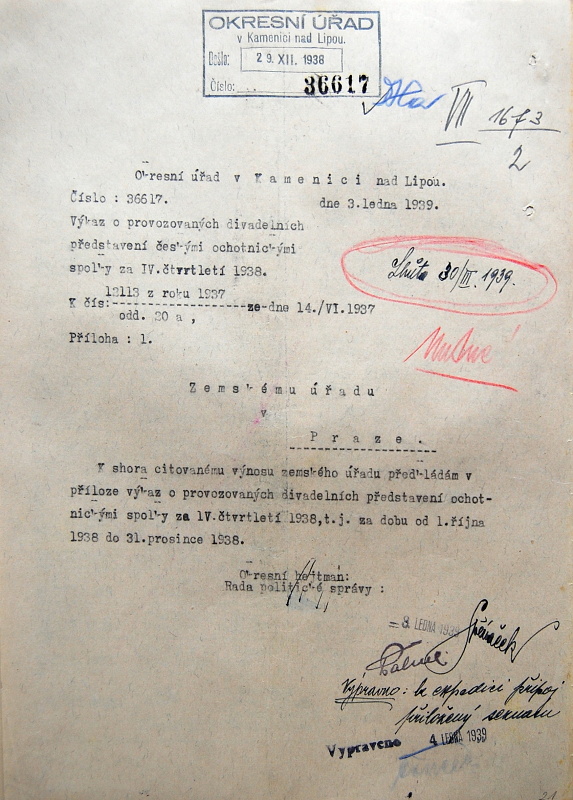 OKRESNÍ ÚŘAD
v Kamenici nad Lipou.
Došlo: 29. XII. 1938
Číslo: 36617
VII 1673
2
Okresní úřad v Kamenici nad Lipou.
Číslo : 36617. dne 3.ledna 1939.
Výkaz o provozovaných divadelních
představení českými ochotnickými
spolky za IV.čtvrtletí 1938.
Lhůta 30/III. 1939.
12113 z roku 1937
K čís: ze dne 14./VI.1937
odd. 20 a ,
Příloha : 1.
Zemskému úřadu
v
Praze.
K shora citovanému výnosu zemského úřadu předkládám v
příloze výkaz o provozovaných divadelních představení ochot-
nickými spolky za IV.čtvrtletí 1938,t.j. za dobu od 1.října
1938 do 31.prosince 1938.
Okresní hejtman:
Rada politické správy :
= 3. LEDNA 1939
Výpravno: ke expedici připoj
přiložený seznam
Vypraveno 4 LEDNA 1939